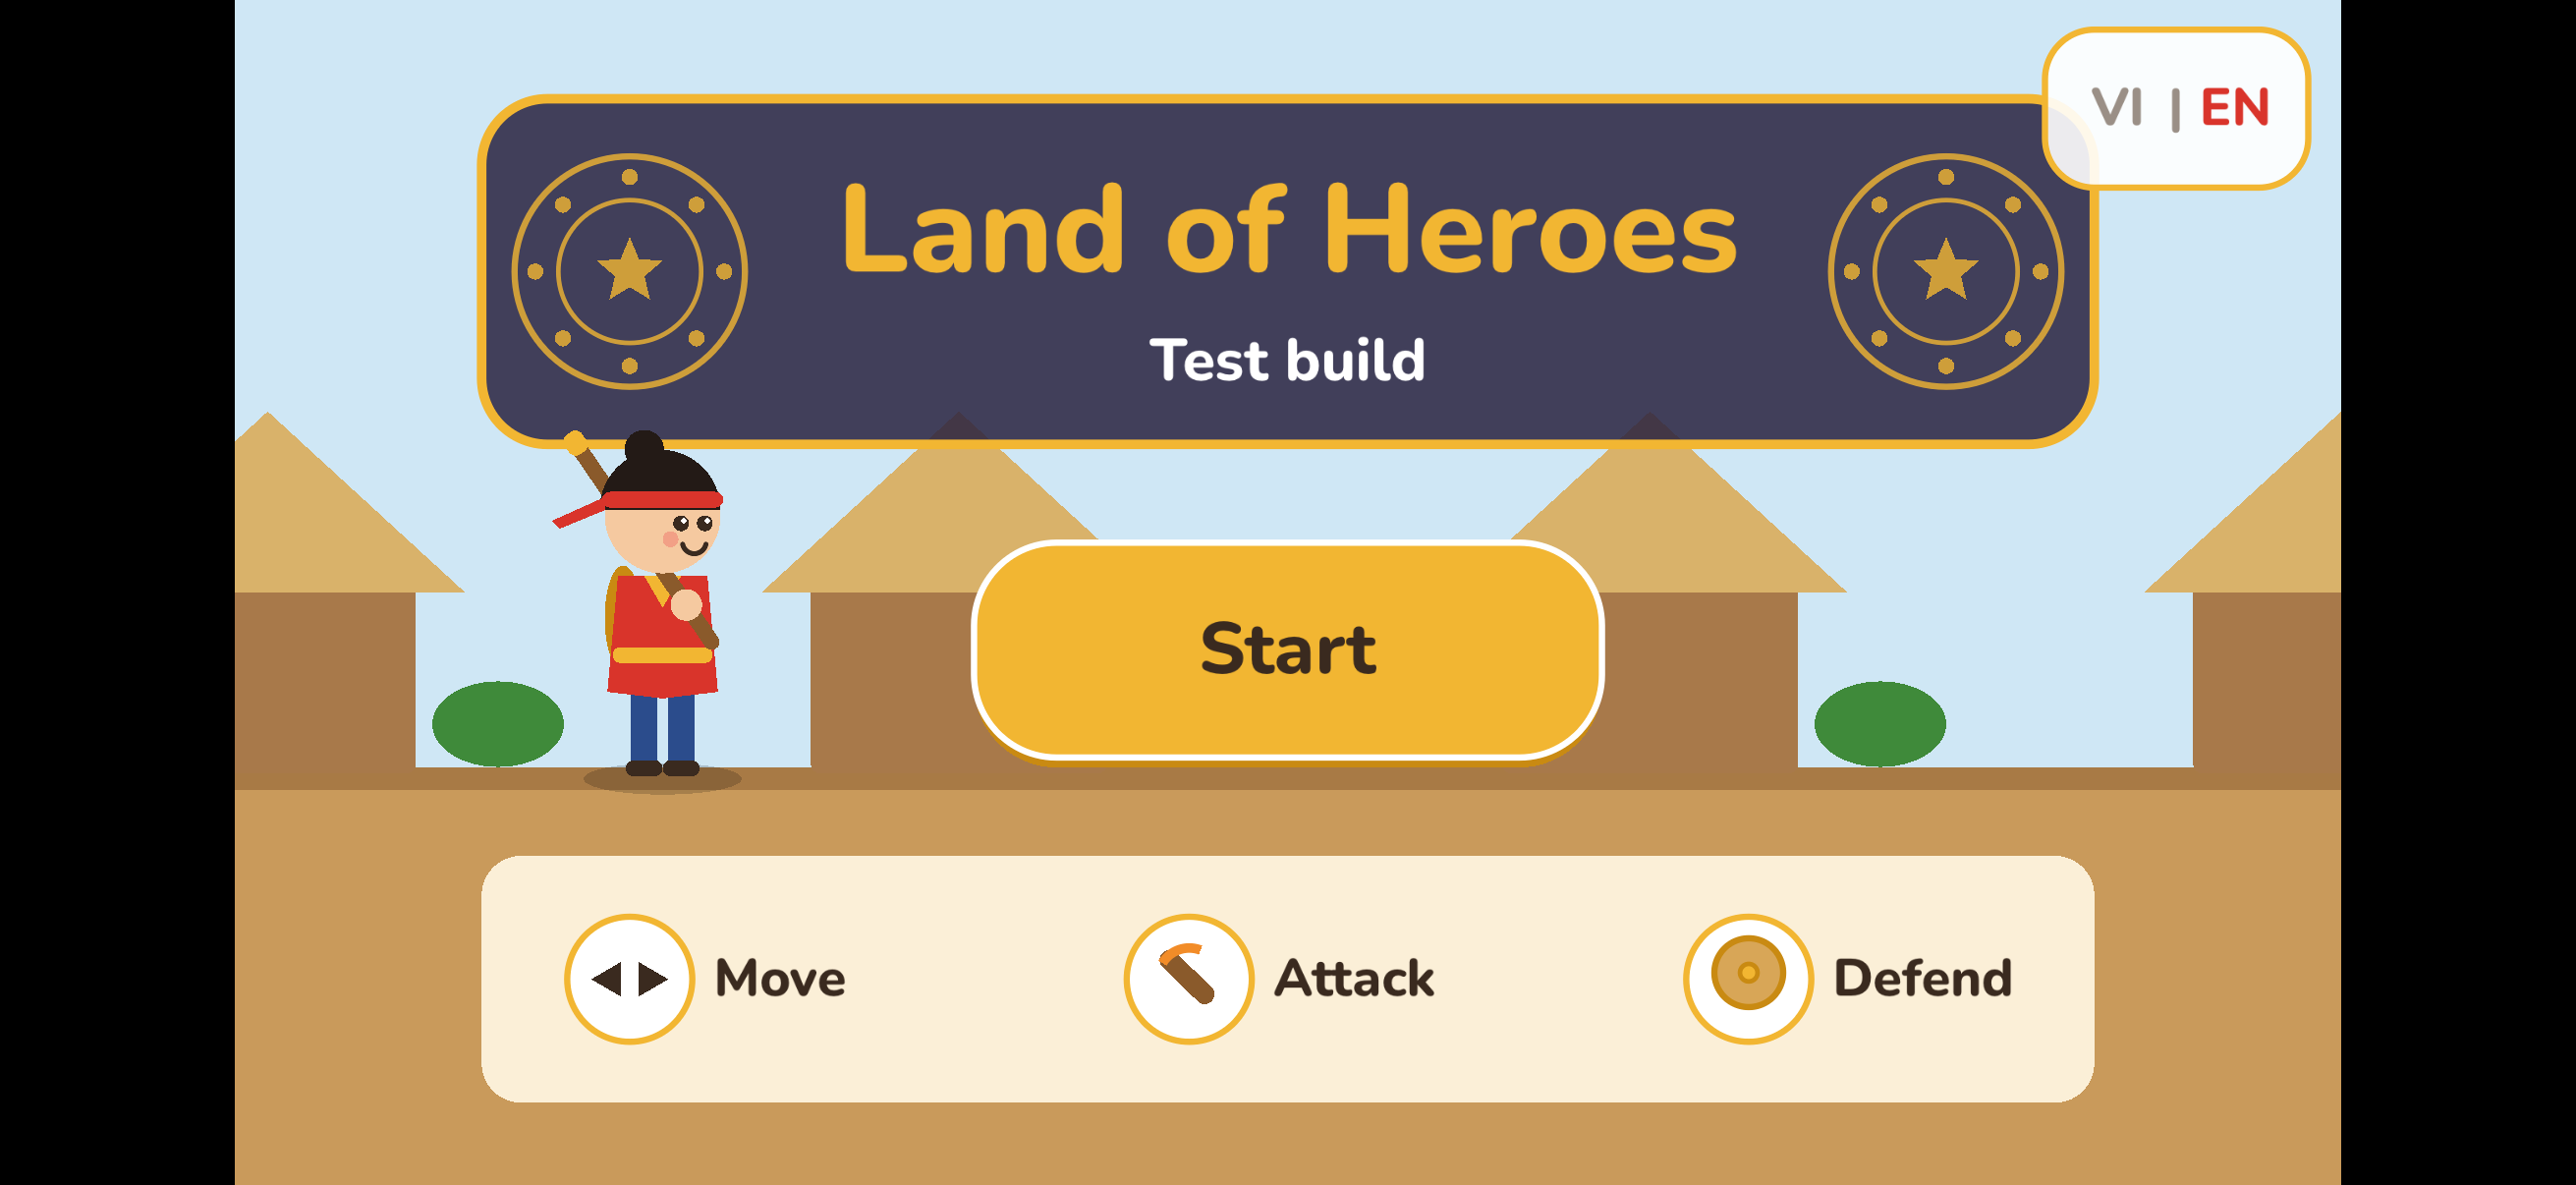 VI | EN
Land of Heroes
Test build
Start
Move
Attack
Defend